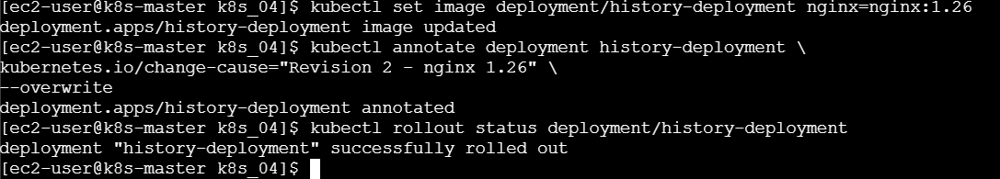 [ec2-user@k8s-master k8s_04]$ kubectl set image deployment/history-deployment nginx=nginx:1.26
deployment.apps/history-deployment image updated
[ec2-user@k8s-master k8s_04]$ kubectl annotate deployment history-deployment \
kubernetes.io/change-cause="Revision 2 - nginx 1.26" \
--overwrite
deployment.apps/history-deployment annotated
[ec2-user@k8s-master k8s_04]$ kubectl rollout status deployment/history-deployment
deployment "history-deployment" successfully rolled out
[ec2-user@k8s-master k8s_04]$